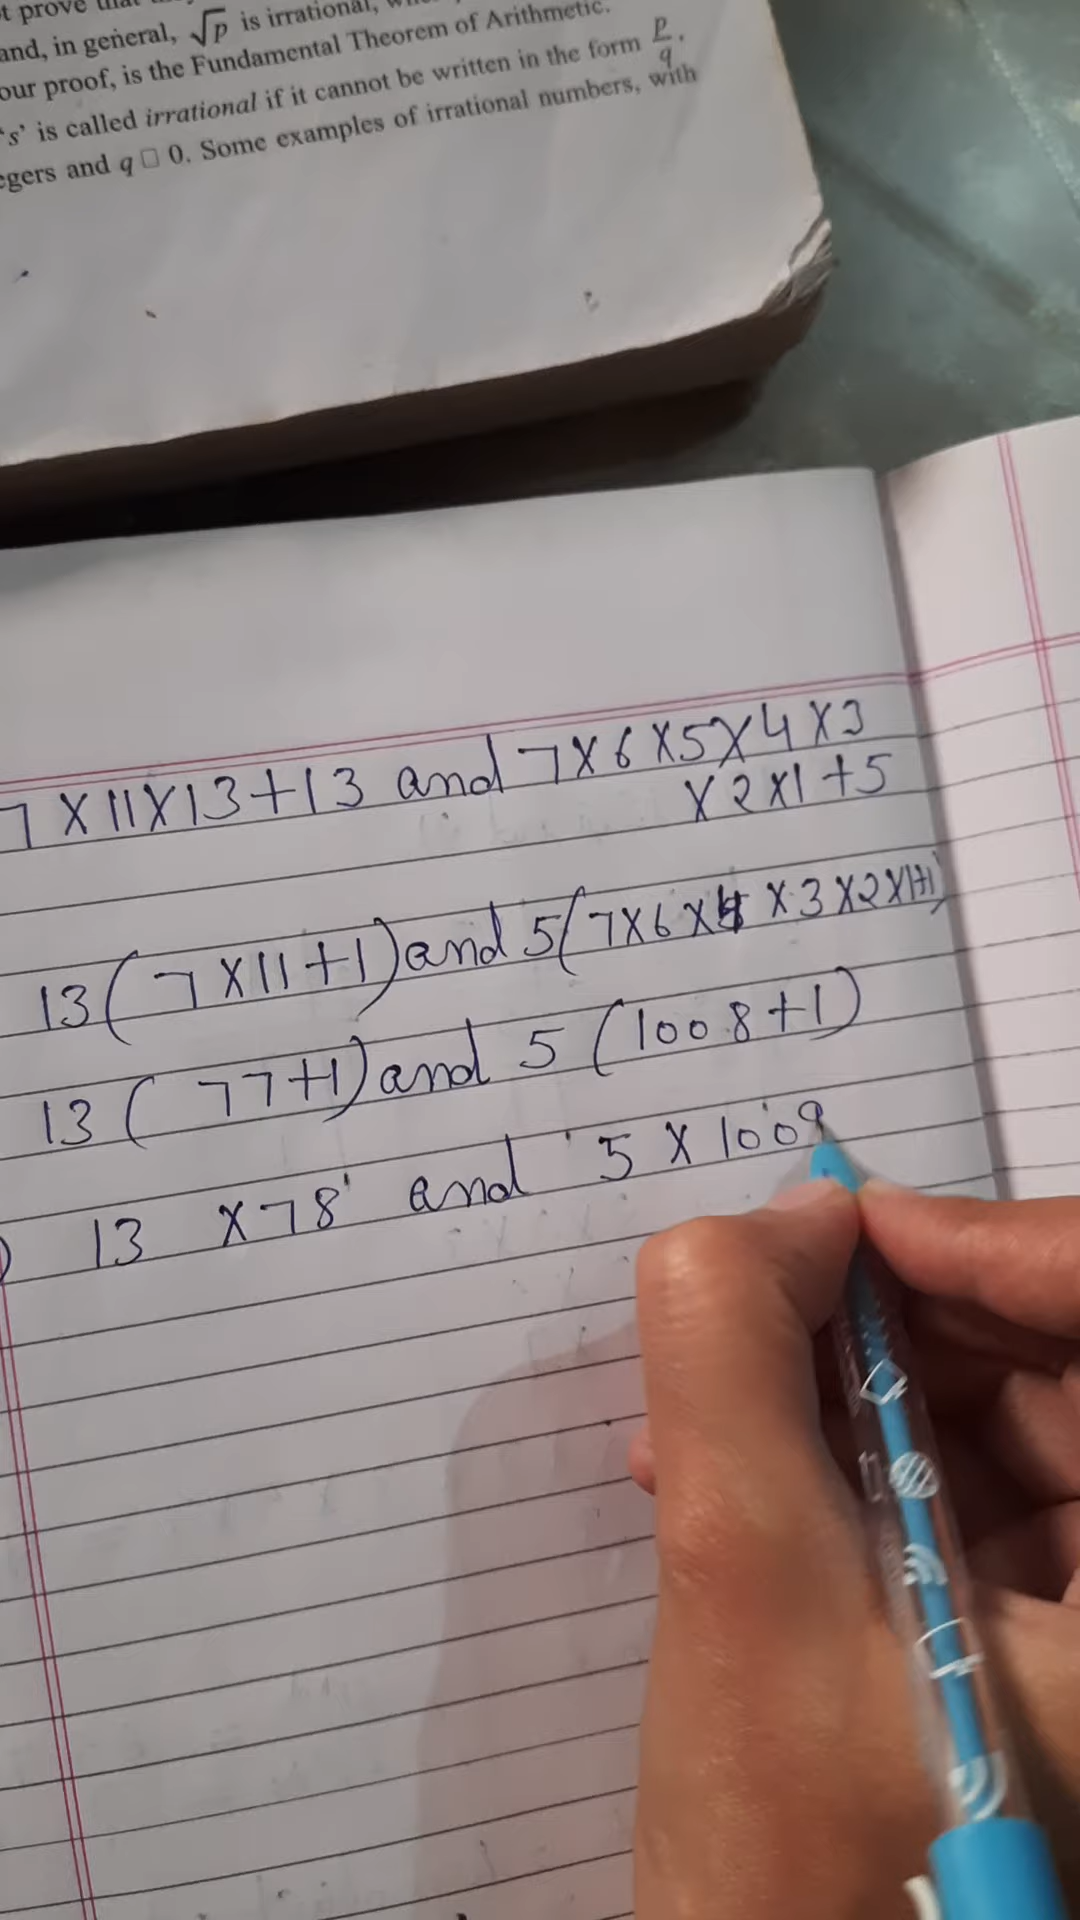 t prove that
and, in general, √p is irrational,
our proof, is the Fundamental Theorem of Arithmetic.
's' is called irrational if it cannot be written in the form p/q,
egers and q □ 0. Some examples of irrational numbers, with
7 X 11 X 13 + 13 and 7 X 6 X 5 X 4 X 3
X 2 X 1 + 5
13 ( 7 X 11 + 1 ) and 5 ( 7 X 6 X 4 X 3 X 2 X 1 + 1 )
13 ( 77 + 1 ) and 5 ( 1008 + 1 )
) 13 X 78 and 5 X 1009